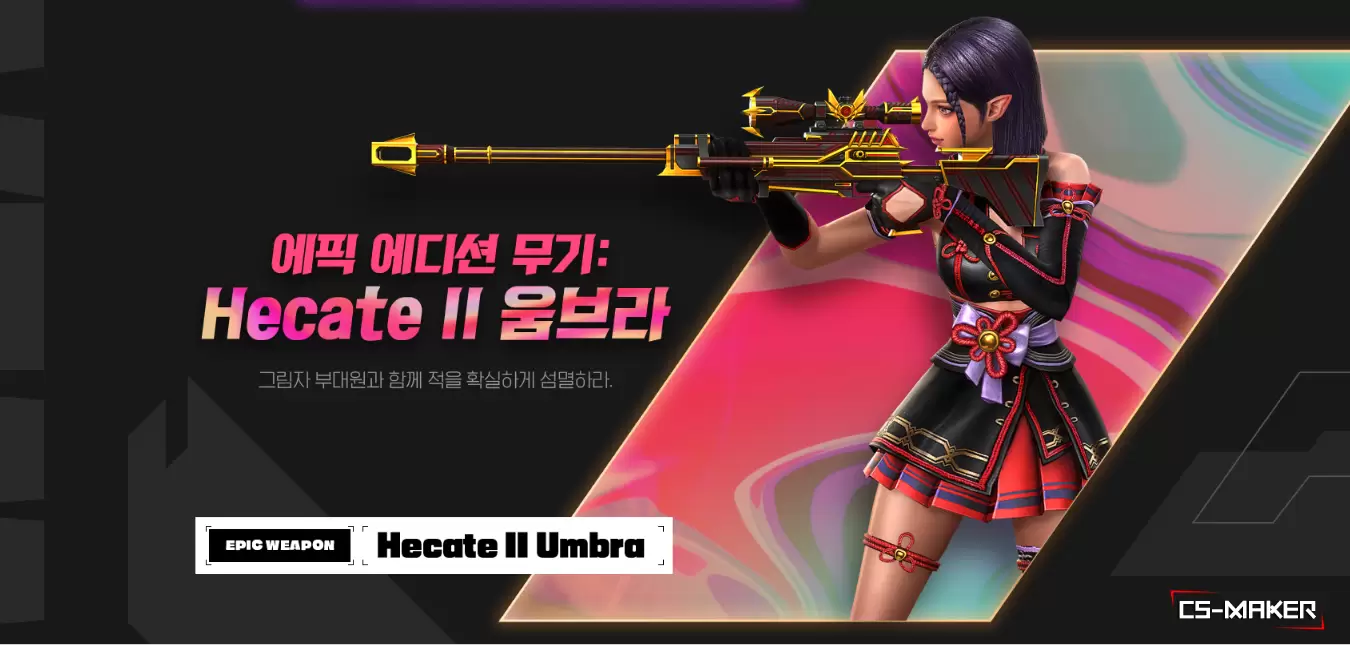 에픽 에디션 무기:
Hecate II 움브라
그림자 부대원과 함께 적을 확실하게 섬멸하라.
EPIC WEAPON
Hecate II Umbra
CS-MAKER